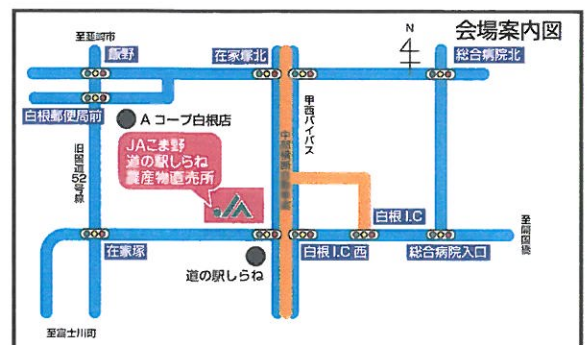 会場案内図
N
至韮崎市
飯野
在家塚北
総合病院北
白根郵便局前
Aコープ白根店
甲西バイパス
旧国道52号線
中部横断自動車道
JAこま野
道の駅しらね
農産物直売所
JA
白根I.C
在家塚
白根I.C西
総合病院入口
至開国橋
道の駅しらね
至富士川町